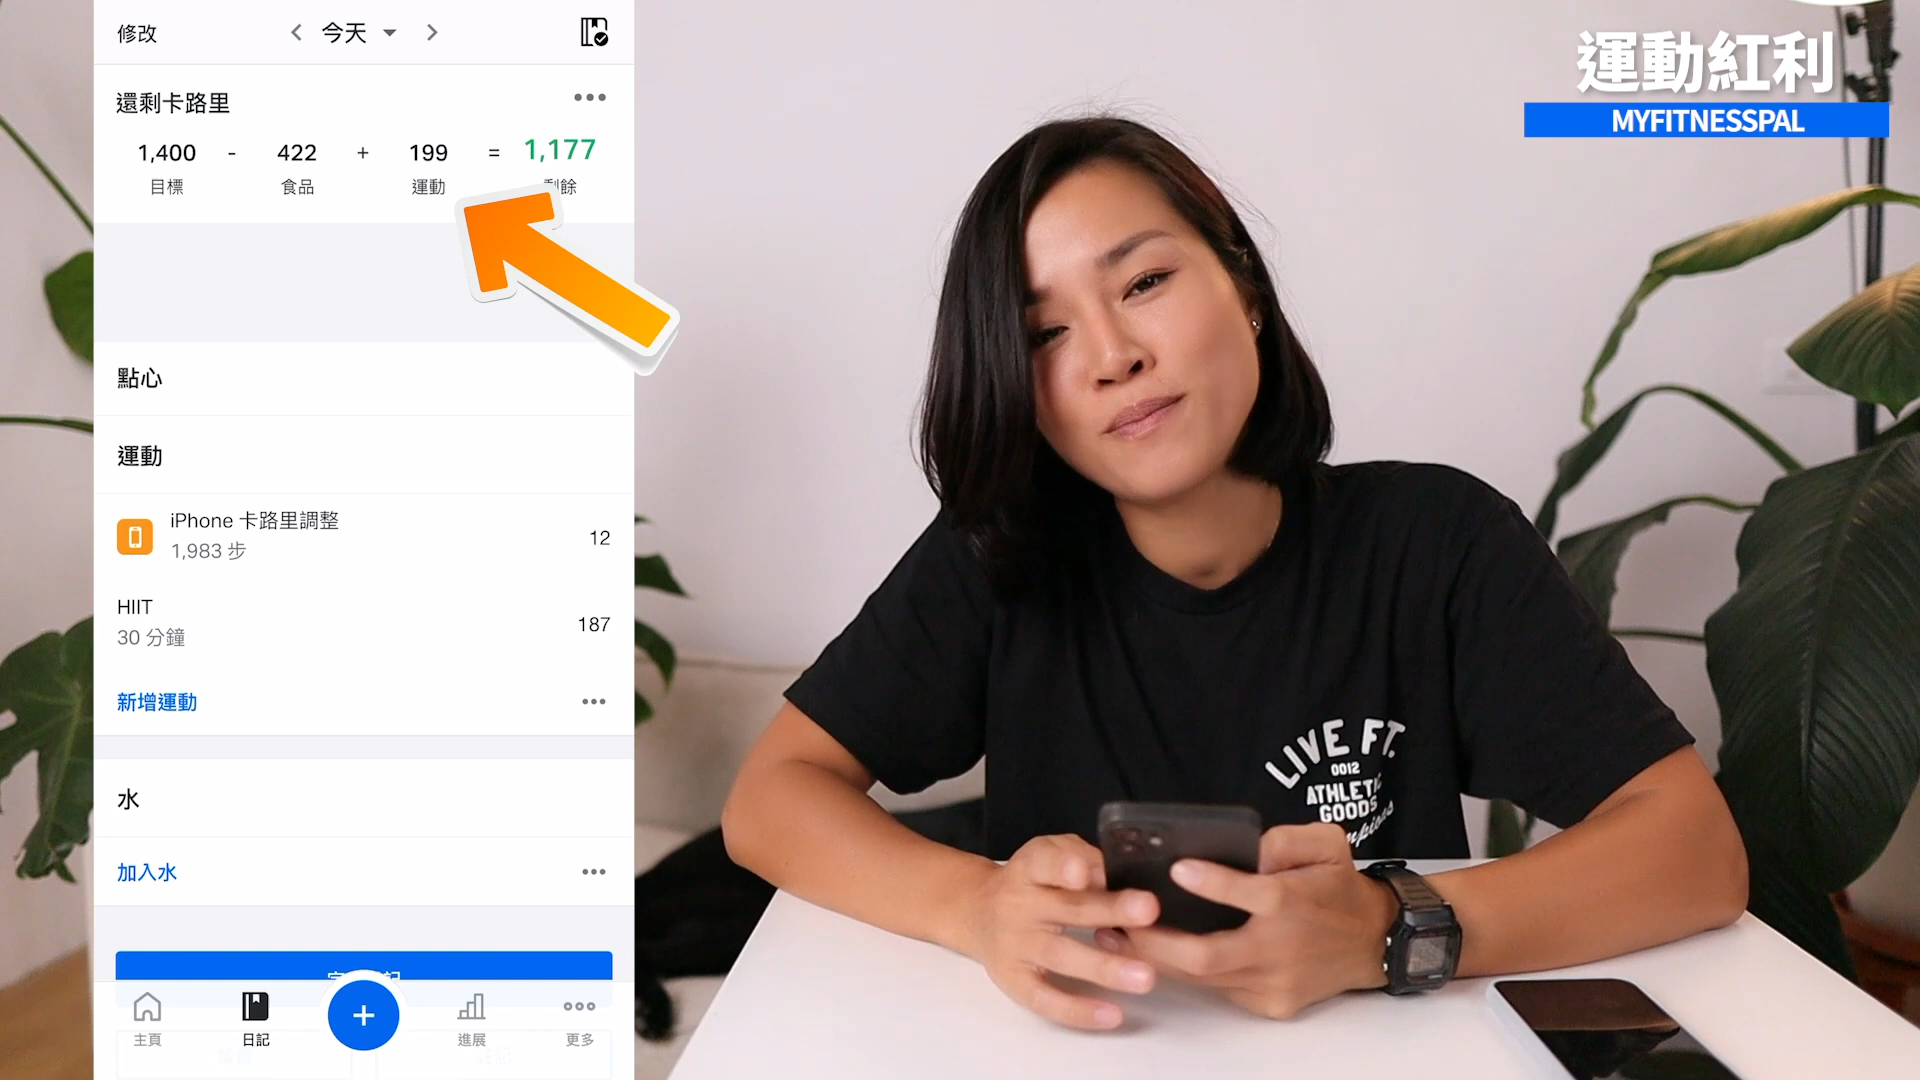 修改
今天
還剩卡路里
1,400 - 422 + 199 = 1,177
目標 食品 運動 剩餘
點心
運動
iPhone 卡路里調整
1,983 步
12
HIIT
30 分鐘
187
新增運動
水
加入水
主頁 日記 + 進展 更多
運動紅利
MYFITNESSPAL
LIVE FT.
0012
ATHLETIC
GOODS